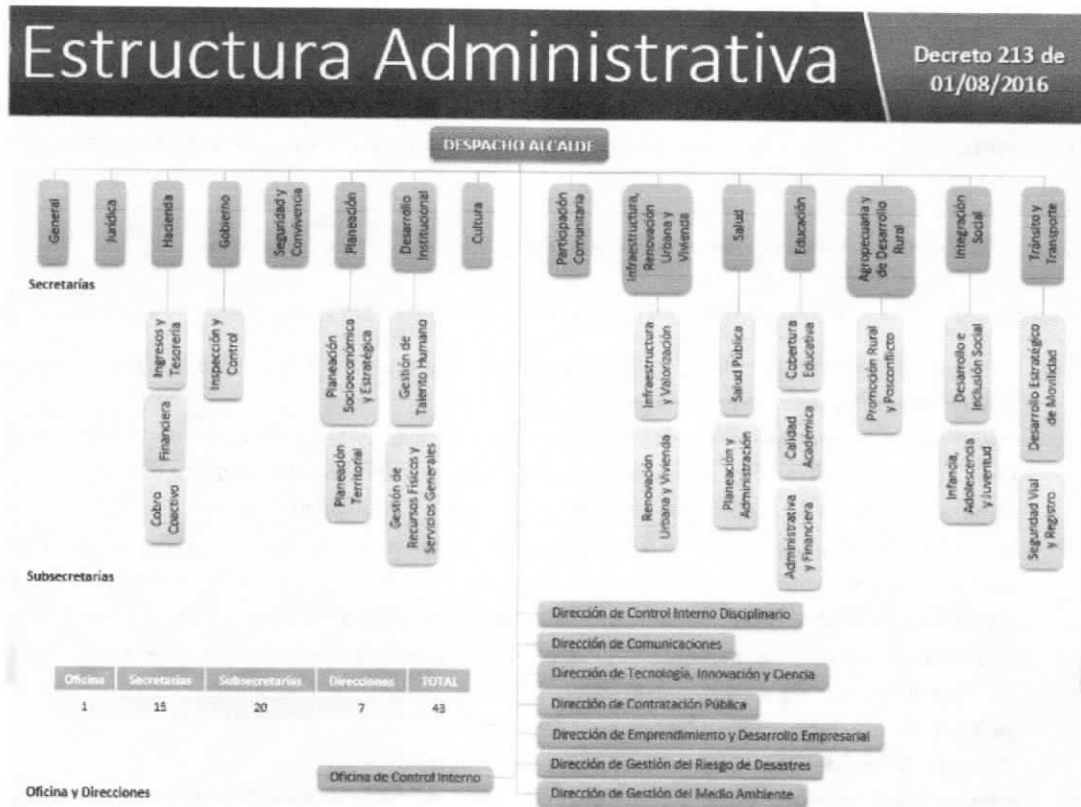 Estructura Administrativa
Decreto 213 de
01/08/2016
DESPACHO ALCALDE
General
Jurídica
Hacienda
Gobierno
Seguridad y
Convivencia
Planeación
Desarrollo
Institucional
Cultura
Participación
Comunitaria
Infraestructura,
Renovación
Urbana y
Vivienda
Salud
Educación
Agropecuaria y
de Desarrollo
Rural
Integración
Social
Tránsito y
Transporte
Secretarías
Ingresos y
Tesorería
Inspección y
Control
Planeación
Socioeconómica
y Estratégica
Gestión de
Talento Humano
Infraestructura
y Valorización
Salud Pública
Cobertura
Educativa
Promoción Rural
y Posconflicto
Desarrollo e
Inclusión Social
Desarrollo Estratégico
de Movilidad
Financiera
Planeación
Territorial
Gestión de
Recursos Físicos y
Servicios Generales
Renovación
Urbana y Vivienda
Planeación y
Administración
Calidad
Académica
Infancia,
Adolescencia
y Juventud
Cobro
Coactivo
Administrativa
y Financiera
Seguridad Vial
y Registro
Subsecretarías
Dirección de Control Interno Disciplinario
Dirección de Comunicaciones
Dirección de Tecnología, Innovación y Ciencia
Dirección de Contratación Pública
Dirección de Emprendimiento y Desarrollo Empresarial
Dirección de Gestión del Riesgo de Desastres
Dirección de Gestión del Medio Ambiente
Oficina Secretarías Subsecretarías Direcciones TOTAL
1 15 20 7 43
Oficina de Control Interno
Oficina y Direcciones